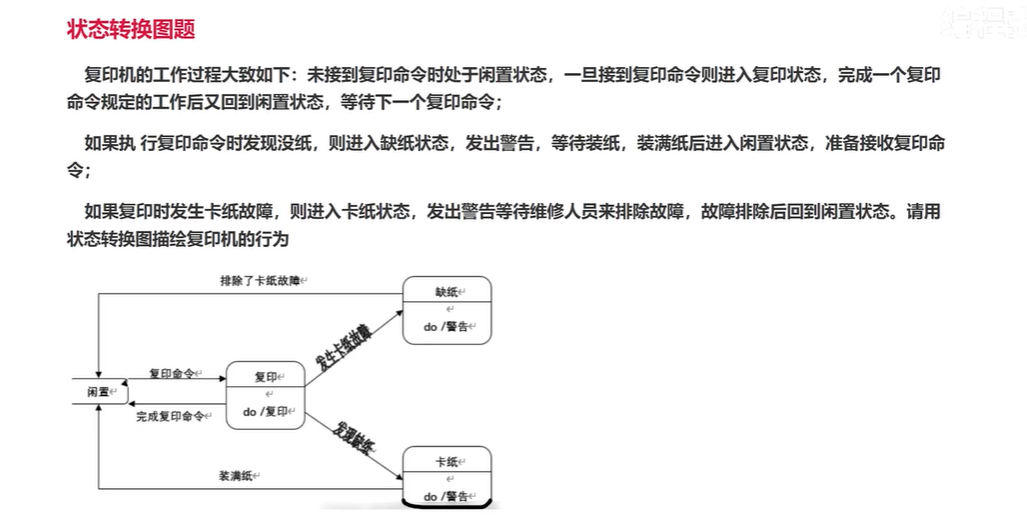 状态转换图题
复印机的工作过程大致如下：未接到复印命令时处于闲置状态，一旦接到复印命令则进入复印状态，完成一个复印
命令规定的工作后又回到闲置状态，等待下一个复印命令；
如果执 行复印命令时发现没纸，则进入缺纸状态，发出警告，等待装纸，装满纸后进入闲置状态，准备接收复印命
令；
如果复印时发生卡纸故障，则进入卡纸状态，发出警告等待维修人员来排除故障，故障排除后回到闲置状态。请用
状态转换图描绘复印机的行为
排除了卡纸故障
缺纸
do /警告
发生卡纸故障
复印命令
复印
闲置
do /复印
完成复印命令
发现缺纸
卡纸
装满纸
do /警告